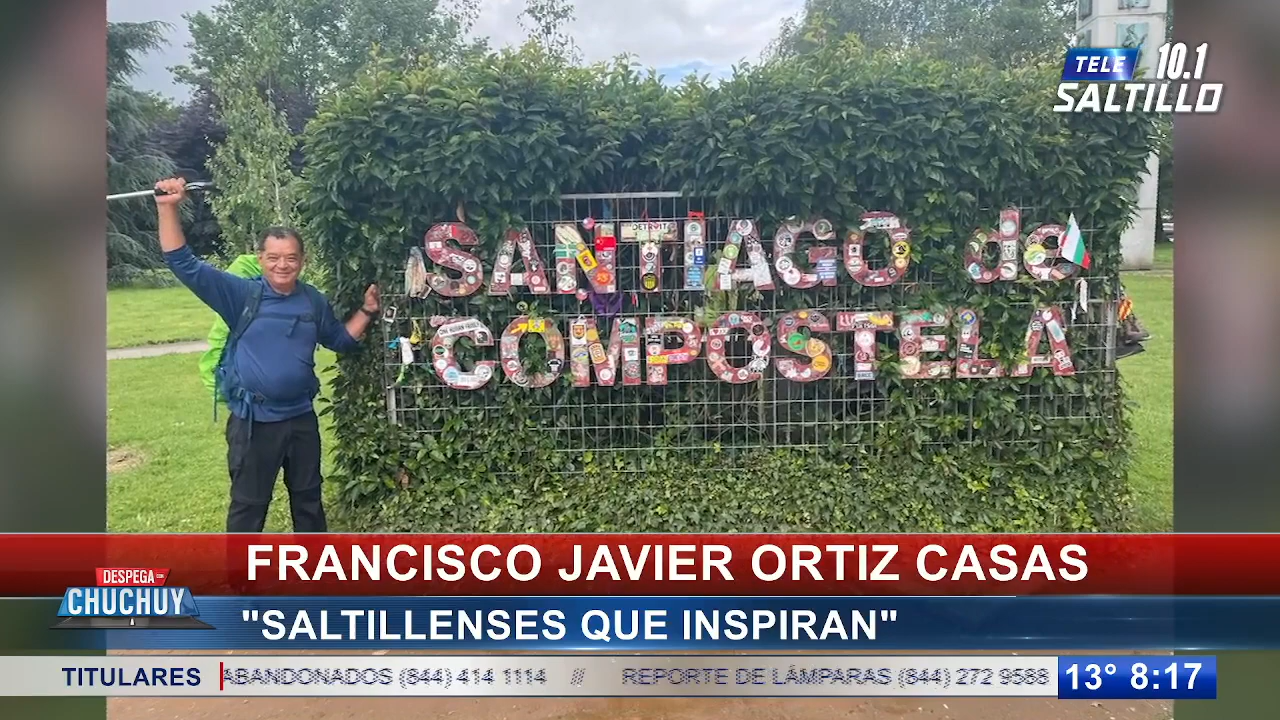 TELE 10.1
SALTILLO
DETROIT
SANTIAGO de
COMPOSTELA
FRANCISCO JAVIER ORTIZ CASAS
DESPEGA CON
CHUCHUY
"SALTILLENSES QUE INSPIRAN"
TITULARES ABANDONADOS (844) 414 1114 // REPORTE DE LÁMPARAS (844) 272 9588 13° 8:17